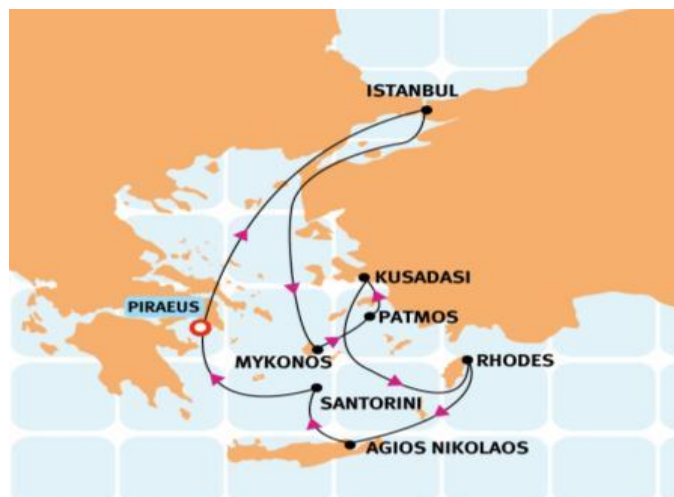 ISTANBUL
KUSADASI
PIRAEUS
PATMOS
MYKONOS
RHODES
SANTORINI
AGIOS NIKOLAOS